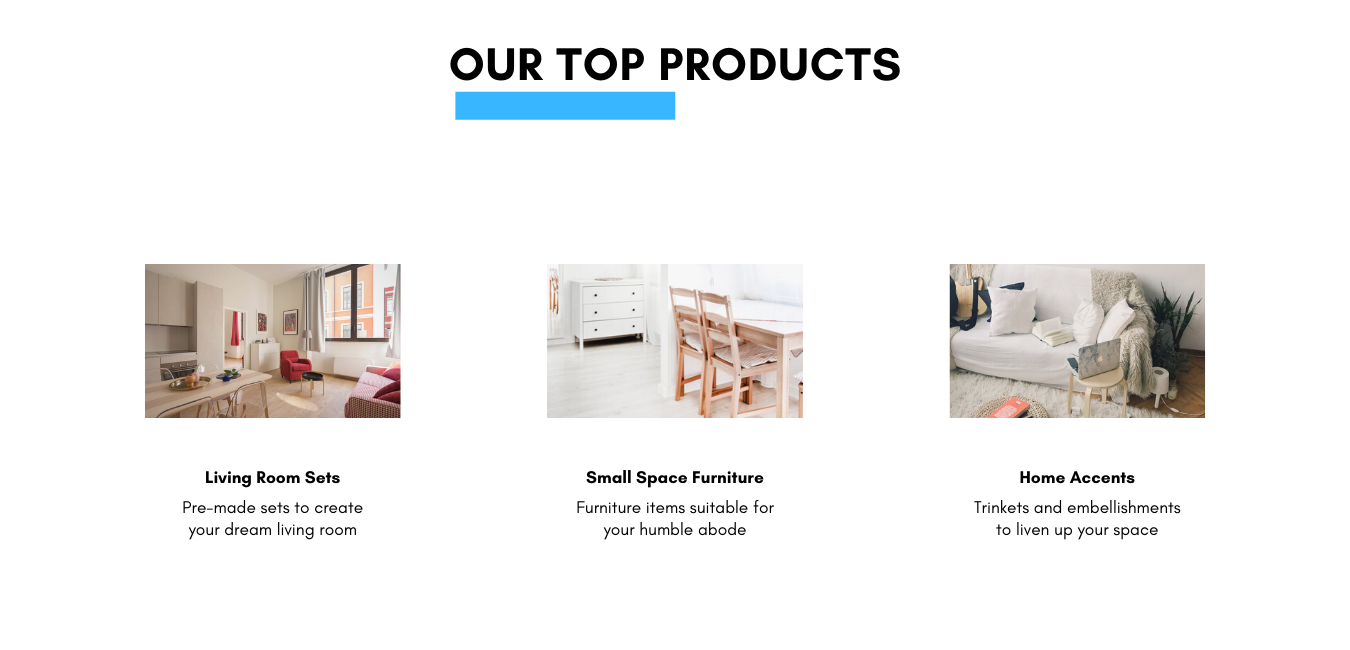 OUR TOP PRODUCTS
Living Room Sets
Pre-made sets to create
your dream living room
Small Space Furniture
Furniture items suitable for
your humble abode
Home Accents
Trinkets and embellishments
to liven up your space